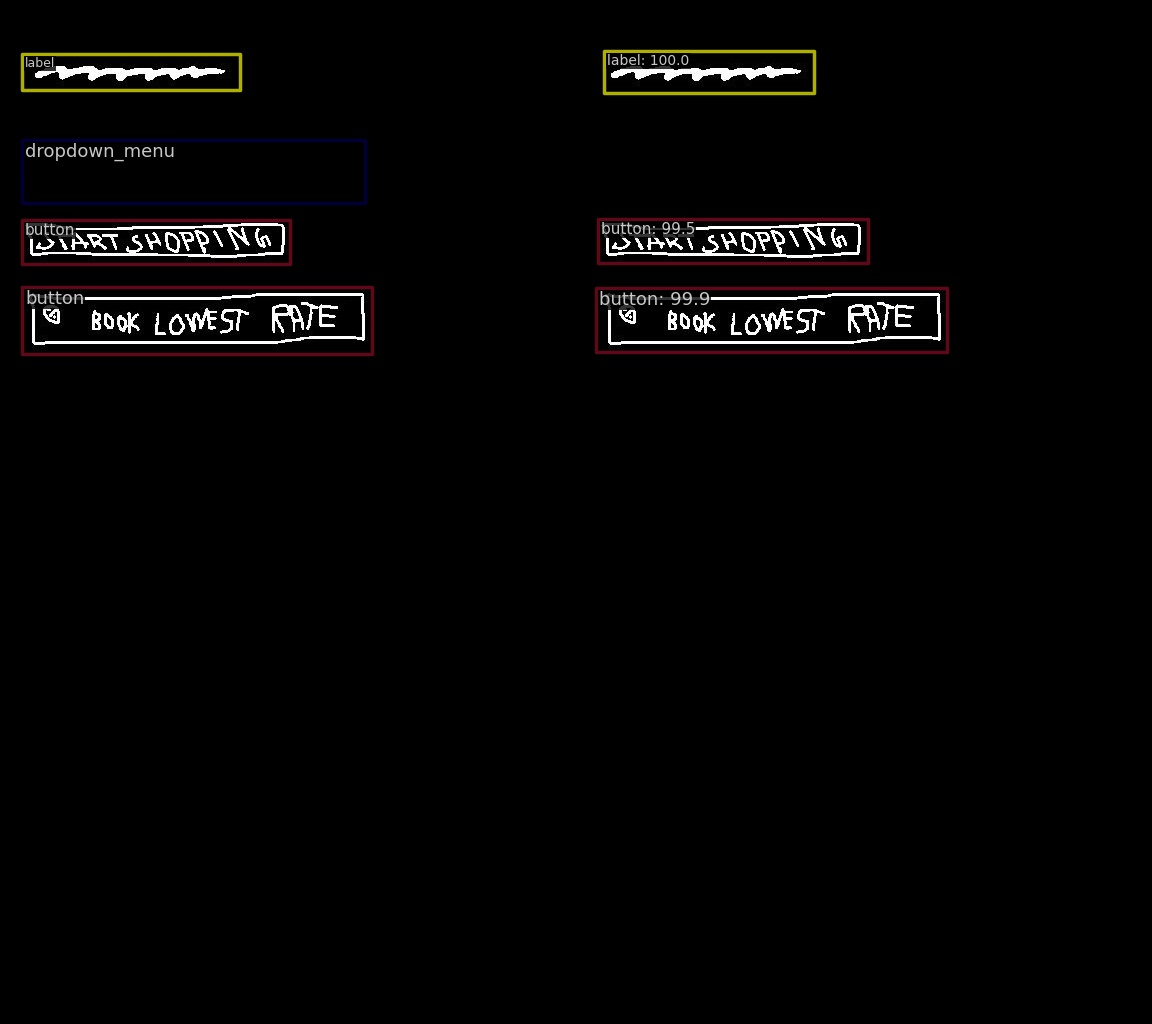 label label: 100.0
dropdown_menu
button button: 99.5
START SHOPPING START SHOPPING
button button: 99.9
BOOK LOWEST RATE BOOK LOWEST RATE